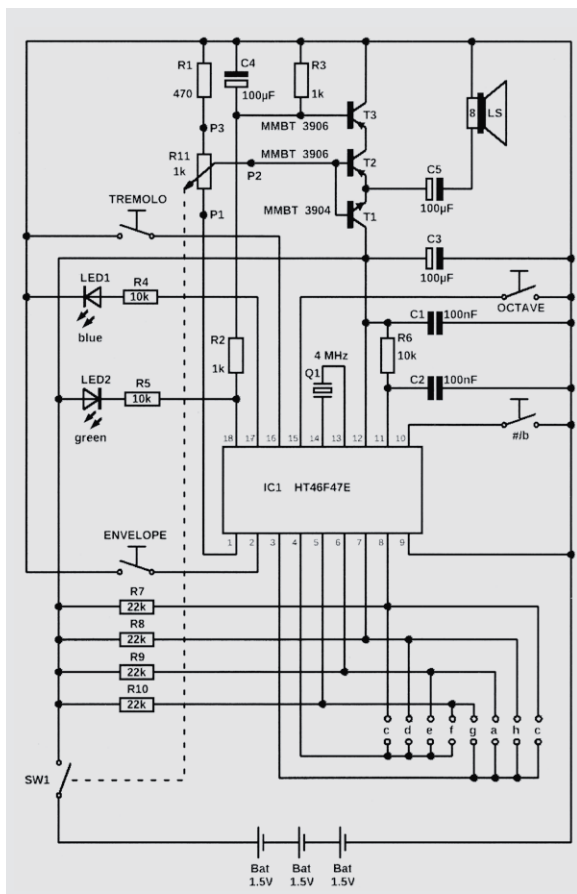 R1
470
C4
100µF
R3
1k
MMBT 3906
T3
8 LS
P3
R11
1k
MMBT 3906
P2
T2
C5
100µF
TREMOLO
P1
MMBT 3904
T1
C3
100µF
LED1
R4
10k
blue
OCTAVE
C1
100nF
R2
1k
4 MHz
Q1
R6
10k
LED2
R5
10k
C2
100nF
green
#/b
18 17 16 15 14 13 12 11 10
IC1 HT46F47E
1 2 3 4 5 6 7 8 9
ENVELOPE
R7
22k
R8
22k
R9
22k
R10
22k
c d e f g a h c
SW1
Bat Bat Bat
1.5V 1.5V 1.5V